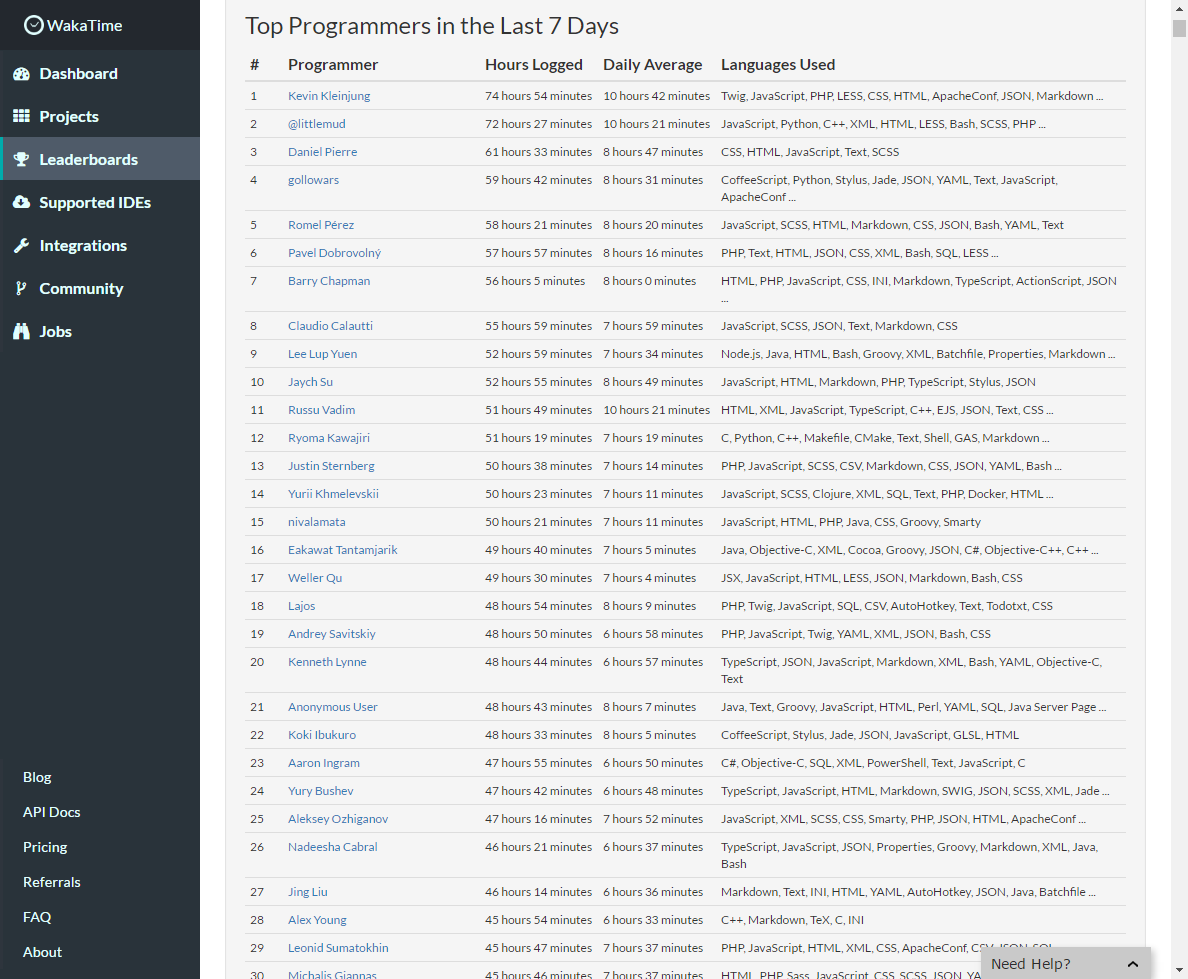 WakaTime
Dashboard
Projects
Leaderboards
Supported IDEs
Integrations
Community
Jobs
Blog
API Docs
Pricing
Referrals
FAQ
About
Top Programmers in the Last 7 Days
# Programmer Hours Logged Daily Average Languages Used
1 Kevin Kleinjung 74 hours 54 minutes 10 hours 42 minutes Twig, JavaScript, PHP, LESS, CSS, HTML, ApacheConf, JSON, Markdown ...
2 @littlemud 72 hours 27 minutes 10 hours 21 minutes JavaScript, Python, C++, XML, HTML, LESS, Bash, SCSS, PHP ...
3 Daniel Pierre 61 hours 33 minutes 8 hours 47 minutes CSS, HTML, JavaScript, Text, SCSS
4 gollowars 59 hours 42 minutes 8 hours 31 minutes CoffeeScript, Python, Stylus, Jade, JSON, YAML, Text, JavaScript,
ApacheConf ...
5 Romel Pérez 58 hours 21 minutes 8 hours 20 minutes JavaScript, SCSS, HTML, Markdown, CSS, JSON, Bash, YAML, Text
6 Pavel Dobrovolný 57 hours 57 minutes 8 hours 16 minutes PHP, Text, HTML, JSON, CSS, XML, Bash, SQL, LESS ...
7 Barry Chapman 56 hours 5 minutes 8 hours 0 minutes HTML, PHP, JavaScript, CSS, INI, Markdown, TypeScript, ActionScript, JSON
...
8 Claudio Calautti 55 hours 59 minutes 7 hours 59 minutes JavaScript, SCSS, JSON, Text, Markdown, CSS
9 Lee Lup Yuen 52 hours 59 minutes 7 hours 34 minutes Node.js, Java, HTML, Bash, Groovy, XML, Batchfile, Properties, Markdown ...
10 Jaych Su 52 hours 55 minutes 8 hours 49 minutes JavaScript, HTML, Markdown, PHP, TypeScript, Stylus, JSON
11 Russu Vadim 51 hours 49 minutes 10 hours 21 minutes HTML, XML, JavaScript, TypeScript, C++, EJS, JSON, Text, CSS ...
12 Ryoma Kawajiri 51 hours 19 minutes 7 hours 19 minutes C, Python, C++, Makefile, CMake, Text, Shell, GAS, Markdown ...
13 Justin Sternberg 50 hours 38 minutes 7 hours 14 minutes PHP, JavaScript, SCSS, CSV, Markdown, CSS, JSON, YAML, Bash ...
14 Yurii Khmelevskii 50 hours 23 minutes 7 hours 11 minutes JavaScript, SCSS, Clojure, XML, SQL, Text, PHP, Docker, HTML ...
15 nivalamata 50 hours 21 minutes 7 hours 11 minutes JavaScript, HTML, PHP, Java, CSS, Groovy, Smarty
16 Eakawat Tantamjarik 49 hours 40 minutes 7 hours 5 minutes Java, Objective-C, XML, Cocoa, Groovy, JSON, C#, Objective-C++, C++ ...
17 Weller Qu 49 hours 30 minutes 7 hours 4 minutes JSX, JavaScript, HTML, LESS, JSON, Markdown, Bash, CSS
18 Lajos 48 hours 54 minutes 8 hours 9 minutes PHP, Twig, JavaScript, SQL, CSV, AutoHotkey, Text, Todotxt, CSS
19 Andrey Savitskiy 48 hours 50 minutes 6 hours 58 minutes PHP, JavaScript, Twig, YAML, XML, JSON, Bash, CSS
20 Kenneth Lynne 48 hours 44 minutes 6 hours 57 minutes TypeScript, JSON, JavaScript, Markdown, XML, Bash, YAML, Objective-C,
Text
21 Anonymous User 48 hours 43 minutes 8 hours 7 minutes Java, Text, Groovy, JavaScript, HTML, Perl, YAML, SQL, Java Server Page ...
22 Koki Ibukuro 48 hours 33 minutes 8 hours 5 minutes CoffeeScript, Stylus, Jade, JSON, JavaScript, GLSL, HTML
23 Aaron Ingram 47 hours 55 minutes 6 hours 50 minutes C#, Objective-C, SQL, XML, PowerShell, Text, JavaScript, C
24 Yury Bushev 47 hours 42 minutes 6 hours 48 minutes TypeScript, JavaScript, HTML, Markdown, SWIG, JSON, SCSS, XML, Jade ...
25 Aleksey Ozhiganov 47 hours 16 minutes 7 hours 52 minutes JavaScript, XML, SCSS, CSS, Smarty, PHP, JSON, HTML, ApacheConf ...
26 Nadeesha Cabral 46 hours 21 minutes 6 hours 37 minutes TypeScript, JavaScript, JSON, Properties, Groovy, Markdown, XML, Java,
Bash
27 Jing Liu 46 hours 14 minutes 6 hours 36 minutes Markdown, Text, INI, HTML, YAML, AutoHotkey, JSON, Java, Batchfile ...
28 Alex Young 45 hours 54 minutes 6 hours 33 minutes C++, Markdown, TeX, C, INI
29 Leonid Sumatokhin 45 hours 47 minutes 7 hours 37 minutes PHP, JavaScript, HTML, XML, CSS, ApacheConf, CSV, JSON, SQL
30 Michalis Giannas 45 hours 46 minutes 7 hours 37 minutes HTML, PHP, Sass, JavaScript, CSS, SCSS, JSON,
Need Help?